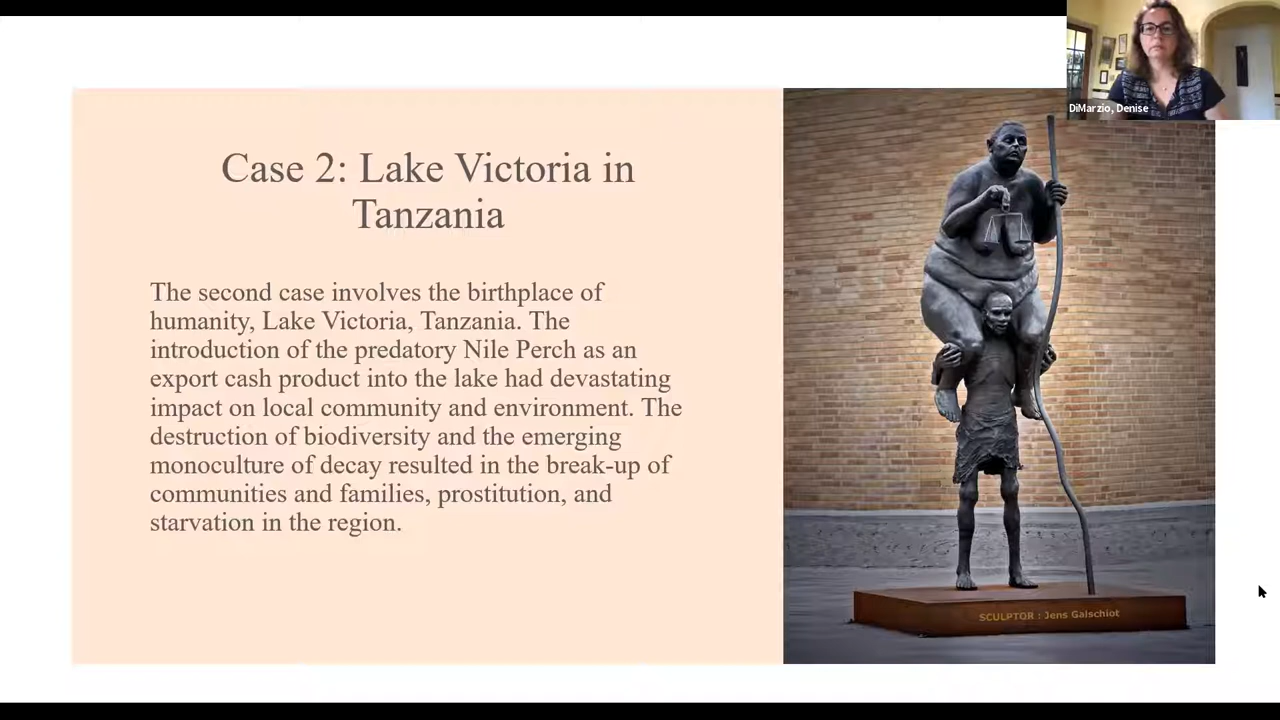 DiMarzio, Denise
Case 2: Lake Victoria in
Tanzania
The second case involves the birthplace of
humanity, Lake Victoria, Tanzania. The
introduction of the predatory Nile Perch as an
export cash product into the lake had devastating
impact on local community and environment. The
destruction of biodiversity and the emerging
monoculture of decay resulted in the break-up of
communities and families, prostitution, and
starvation in the region.
SCULPTOR : Jens Galschiot